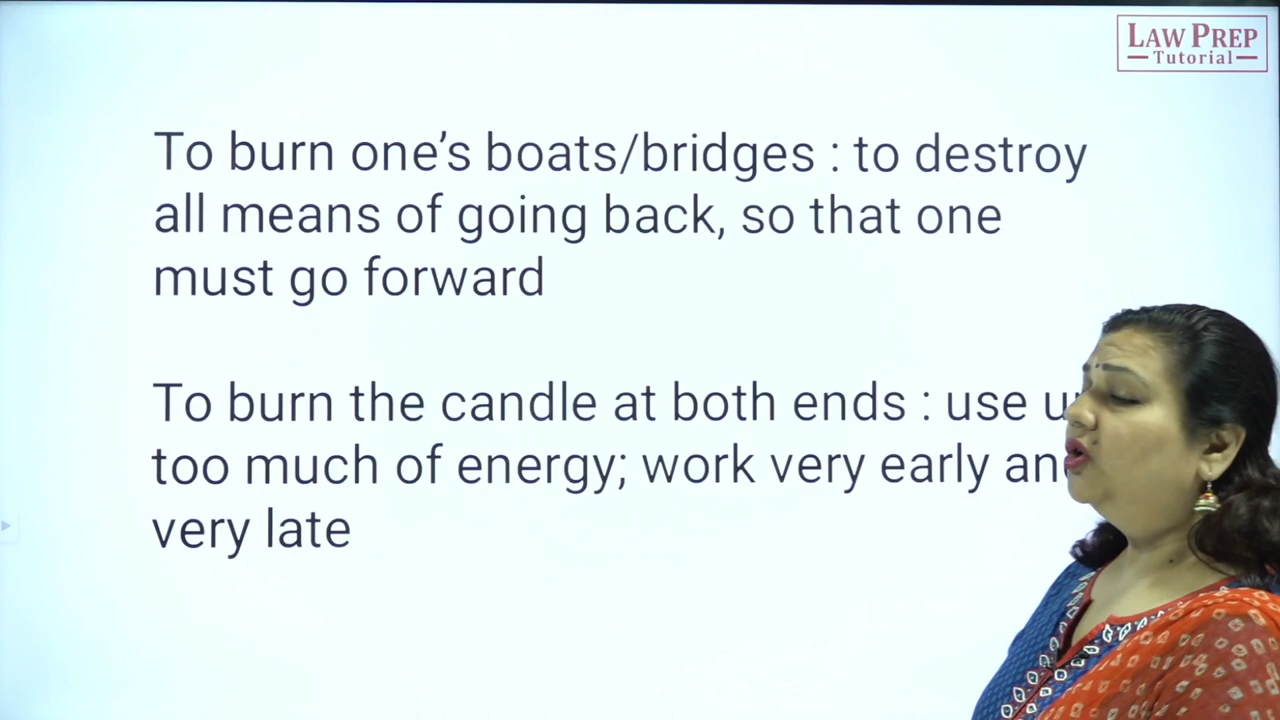 LAW PREP
Tutorial
To burn one’s boats/bridges : to destroy
all means of going back, so that one
must go forward
To burn the candle at both ends : use
too much of energy; work very early
very late